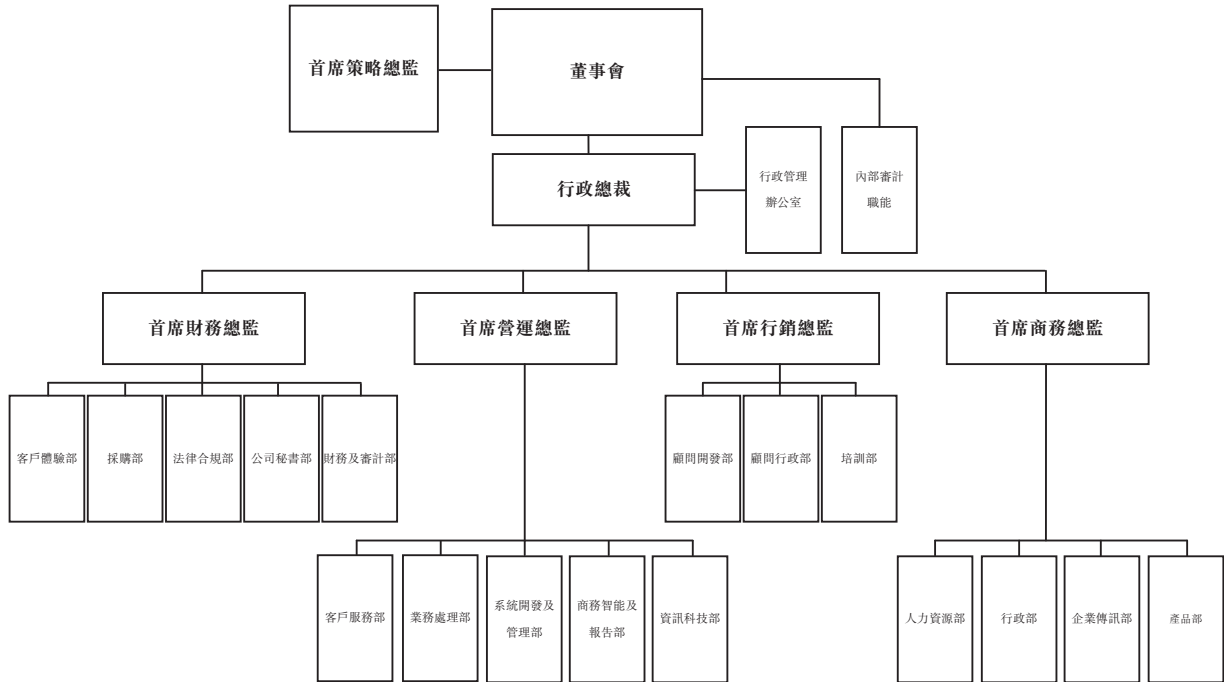 首席策略總監
董事會
行政總裁
行政管理
辦公室
內部審計
職能
首席財務總監
首席營運總監
首席行銷總監
首席商務總監
客戶體驗部
採購部
法律合規部
公司秘書部
財務及審計部
顧問開發部
顧問行政部
培訓部
客戶服務部
業務處理部
系統開發及
管理部
商務智能及
報告部
資訊科技部
人力資源部
行政部
企業傳訊部
產品部